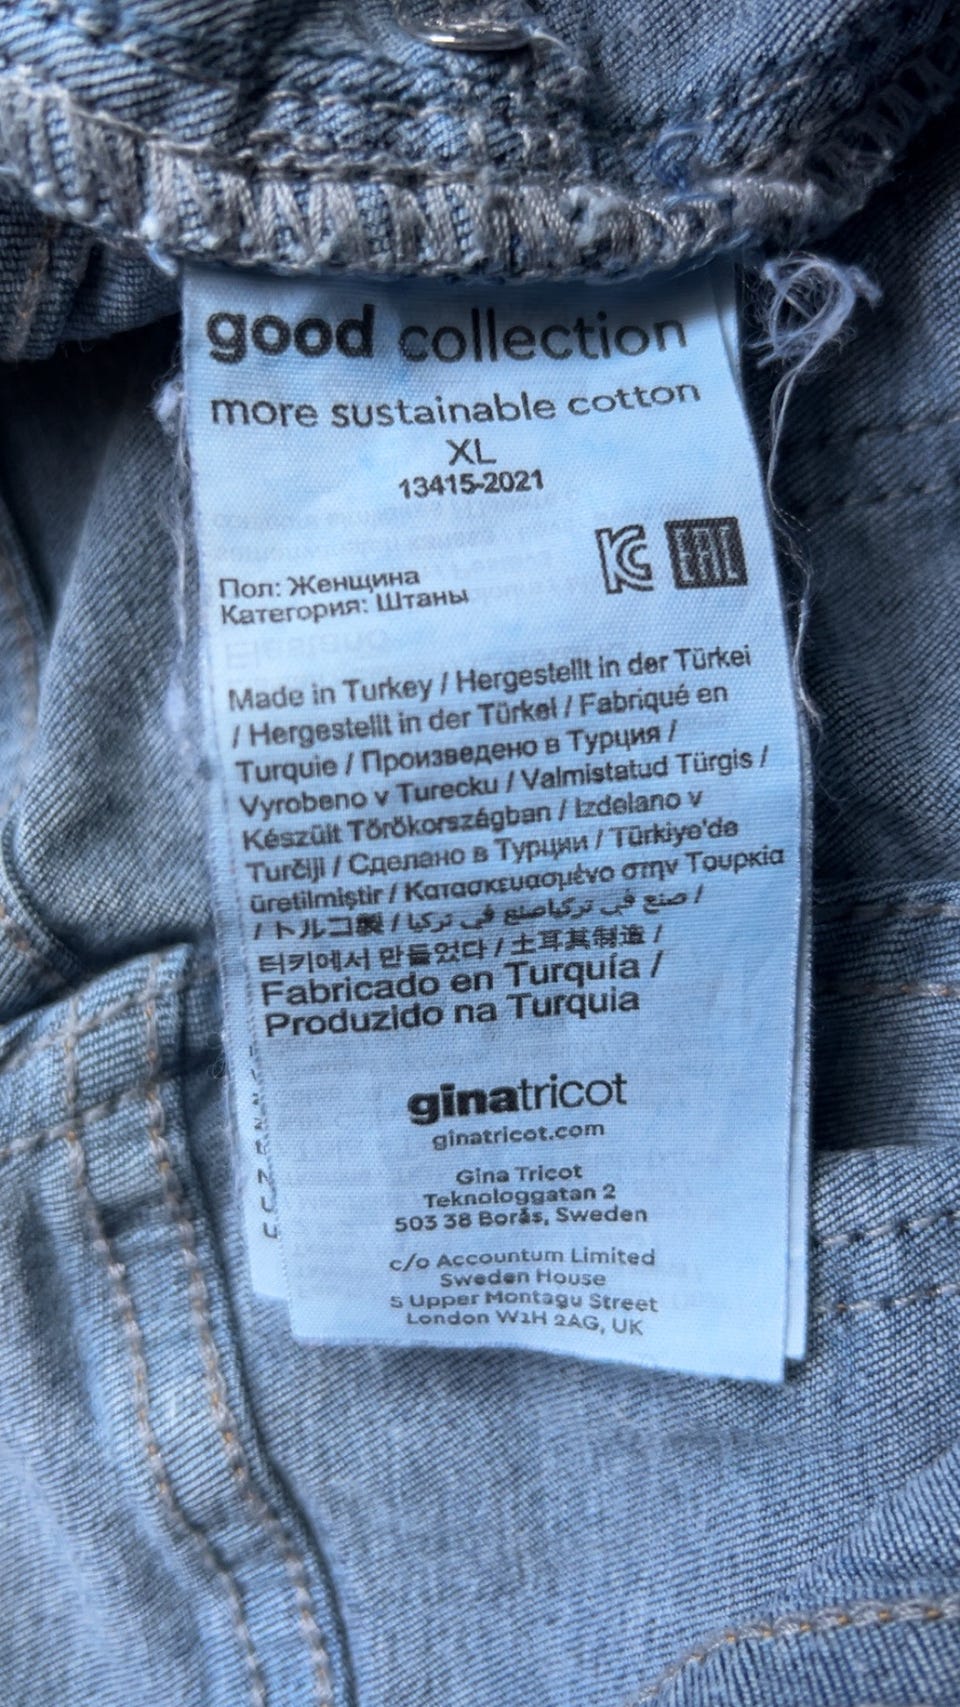 good collection
more sustainable cotton
XL
13415-2021
KC EAC
Пол: Женщина
Категория: Штаны
Made in Turkey / Hergestellt in der Türkei
/ Hergestellt in der Türkel / Fabriqué en
Turquie / Произведено в Турция /
Vyrobeno v Turecku / Valmistatud Türgis /
Készült Törökországban / Izdelano v
Turčiji / Сделано в Турции / Türkiye'de
üretilmiştir / Κατασκευασμένο στην Τουρκία
/ トルコ製 / صنع في تركياصنع في تركيا /
터키에서 만들었다 / 土耳其制造 /
Fabricado en Turquía /
Produzido na Turquia
ginatricot
ginatricot.com
Gina Tricot
Teknologgatan 2
503 38 Borås, Sweden
c/o Accountum Limited
Sweden House
5 Upper Montagu Street
London W1H 2AG, UK